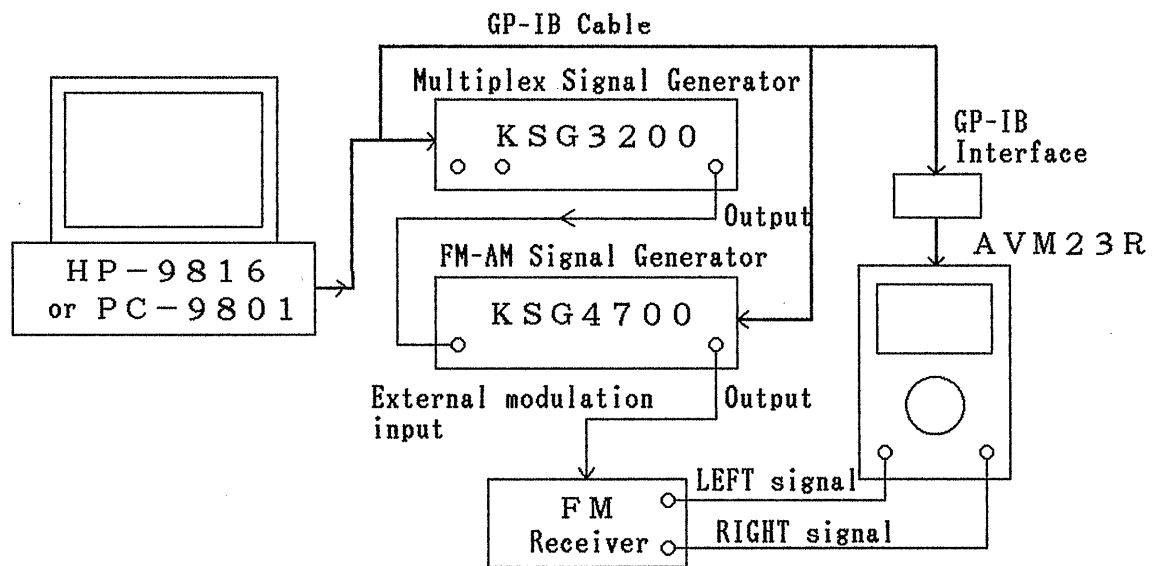 GP-IB Cable
Multiplex Signal Generator
KSG3200
GP-IB
Interface
Output
AVM23R
FM-AM Signal Generator
HP-9816
or PC-9801
KSG4700
External modulation
input
Output
LEFT signal
FM
Receiver
RIGHT signal